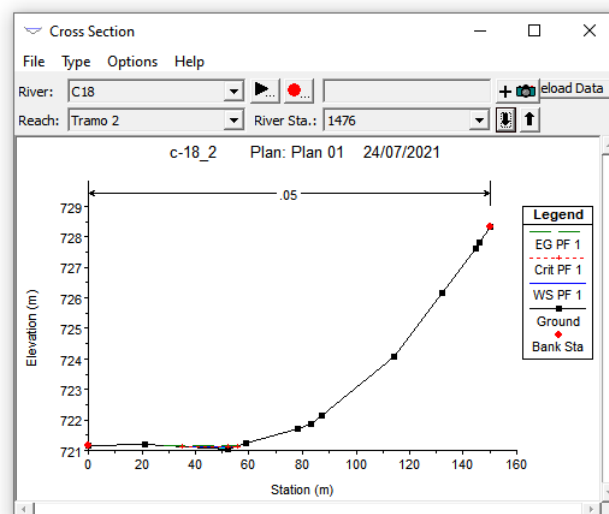 Cross Section
File Type Options Help
River: C18 eload Data
Reach: Tramo 2 River Sta.: 1476
c-18_2 Plan: Plan 01 24/07/2021
.05
Legend
EG PF 1
Crit PF 1
WS PF 1
Ground
Bank Sta
Elevation (m)
729
728
727
726
725
724
723
722
721
0 20 40 60 80 100 120 140 160
Station (m)